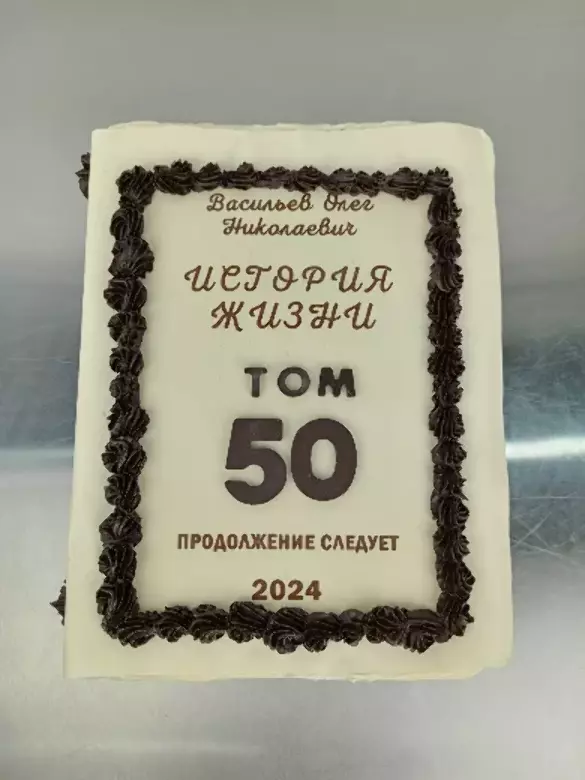 Васильев Олег
Николаевич
ИСТОРИЯ
ЖИЗНИ
ТОМ
50
ПРОДОЛЖЕНИЕ СЛЕДУЕТ
2024